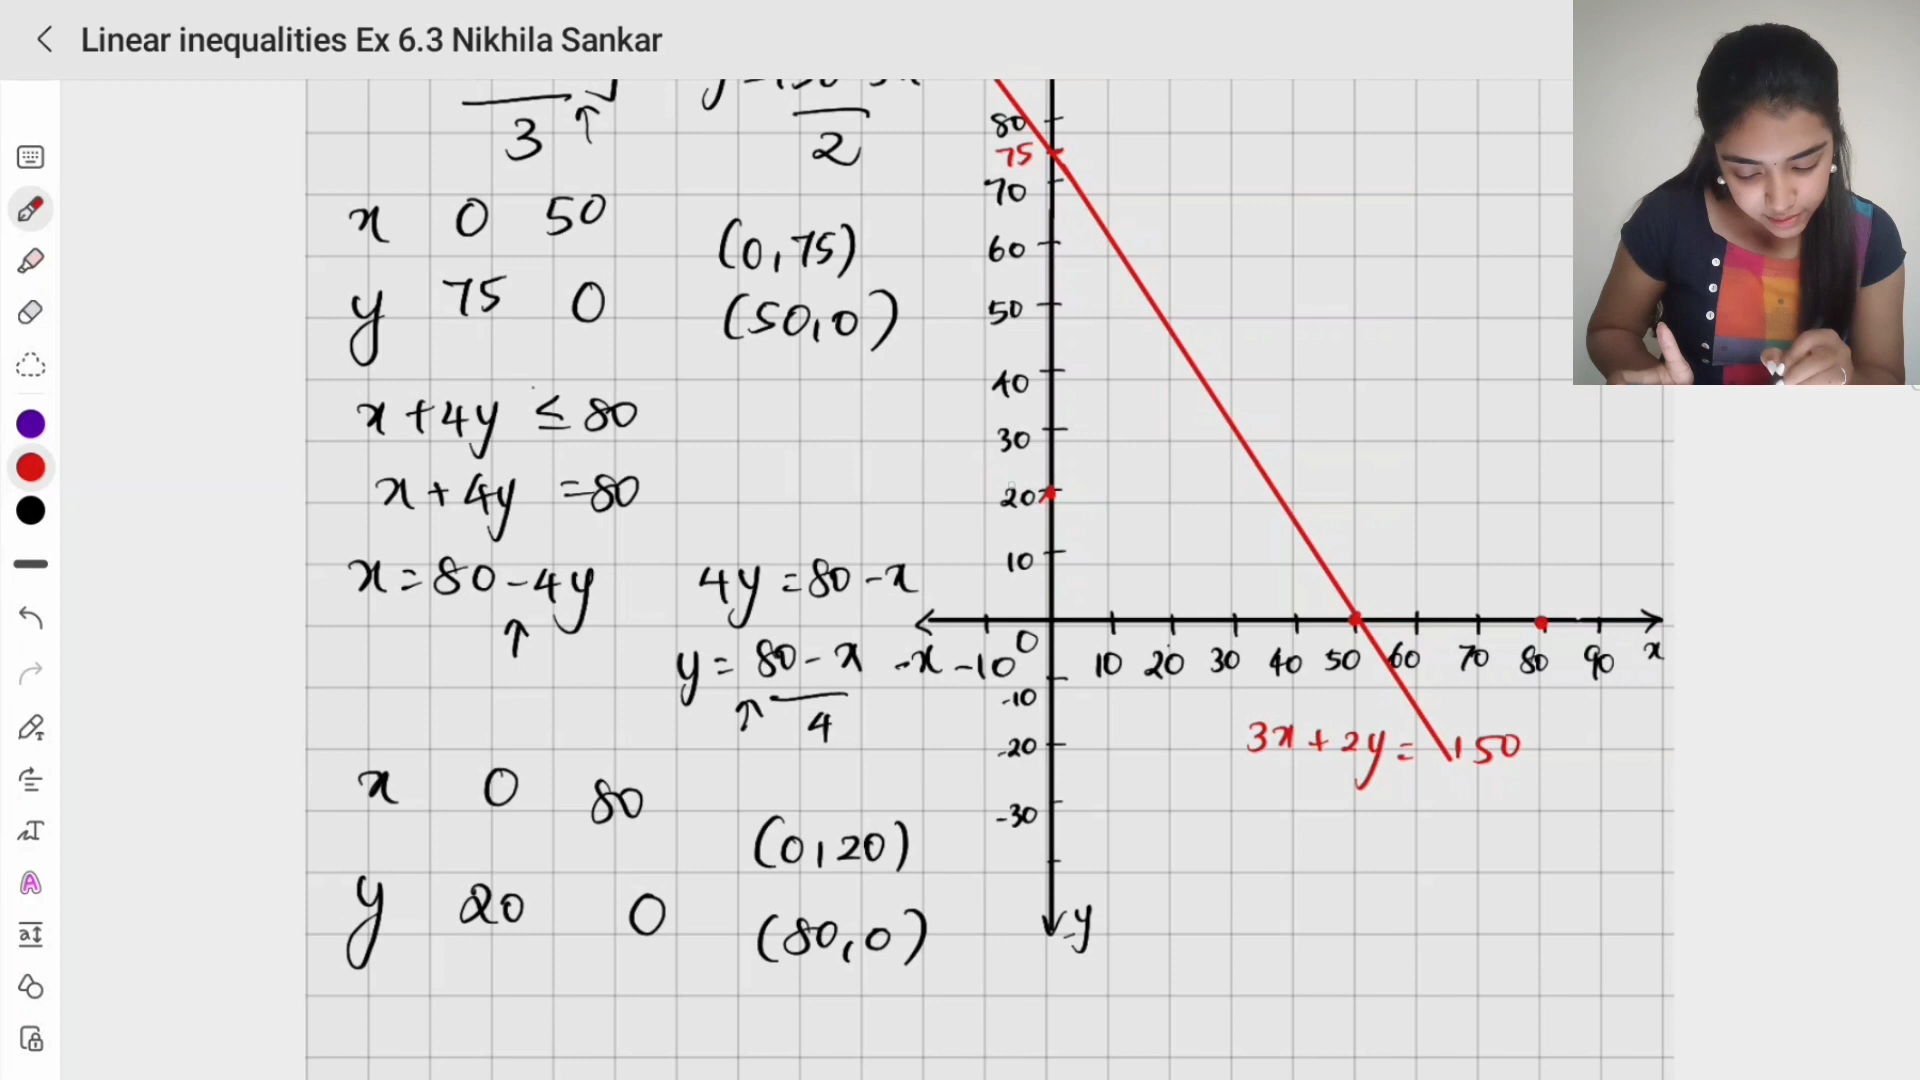 Linear inequalities Ex 6.3 Nikhila Sankar
3
2
x 0 50
y 75 0
(0,75)
(50,0)
x+4y ≤ 80
x+4y =80
x=80-4y
4y=80-x
y=80-x
4
x 0 80
y 20 0
(0,20)
(80,0)
80
75
70
60
50
40
30
20
10
-x -10 0 10 20 30 40 50 60 70 80 90 x
-10
-20
-30
-y
3x+2y=150